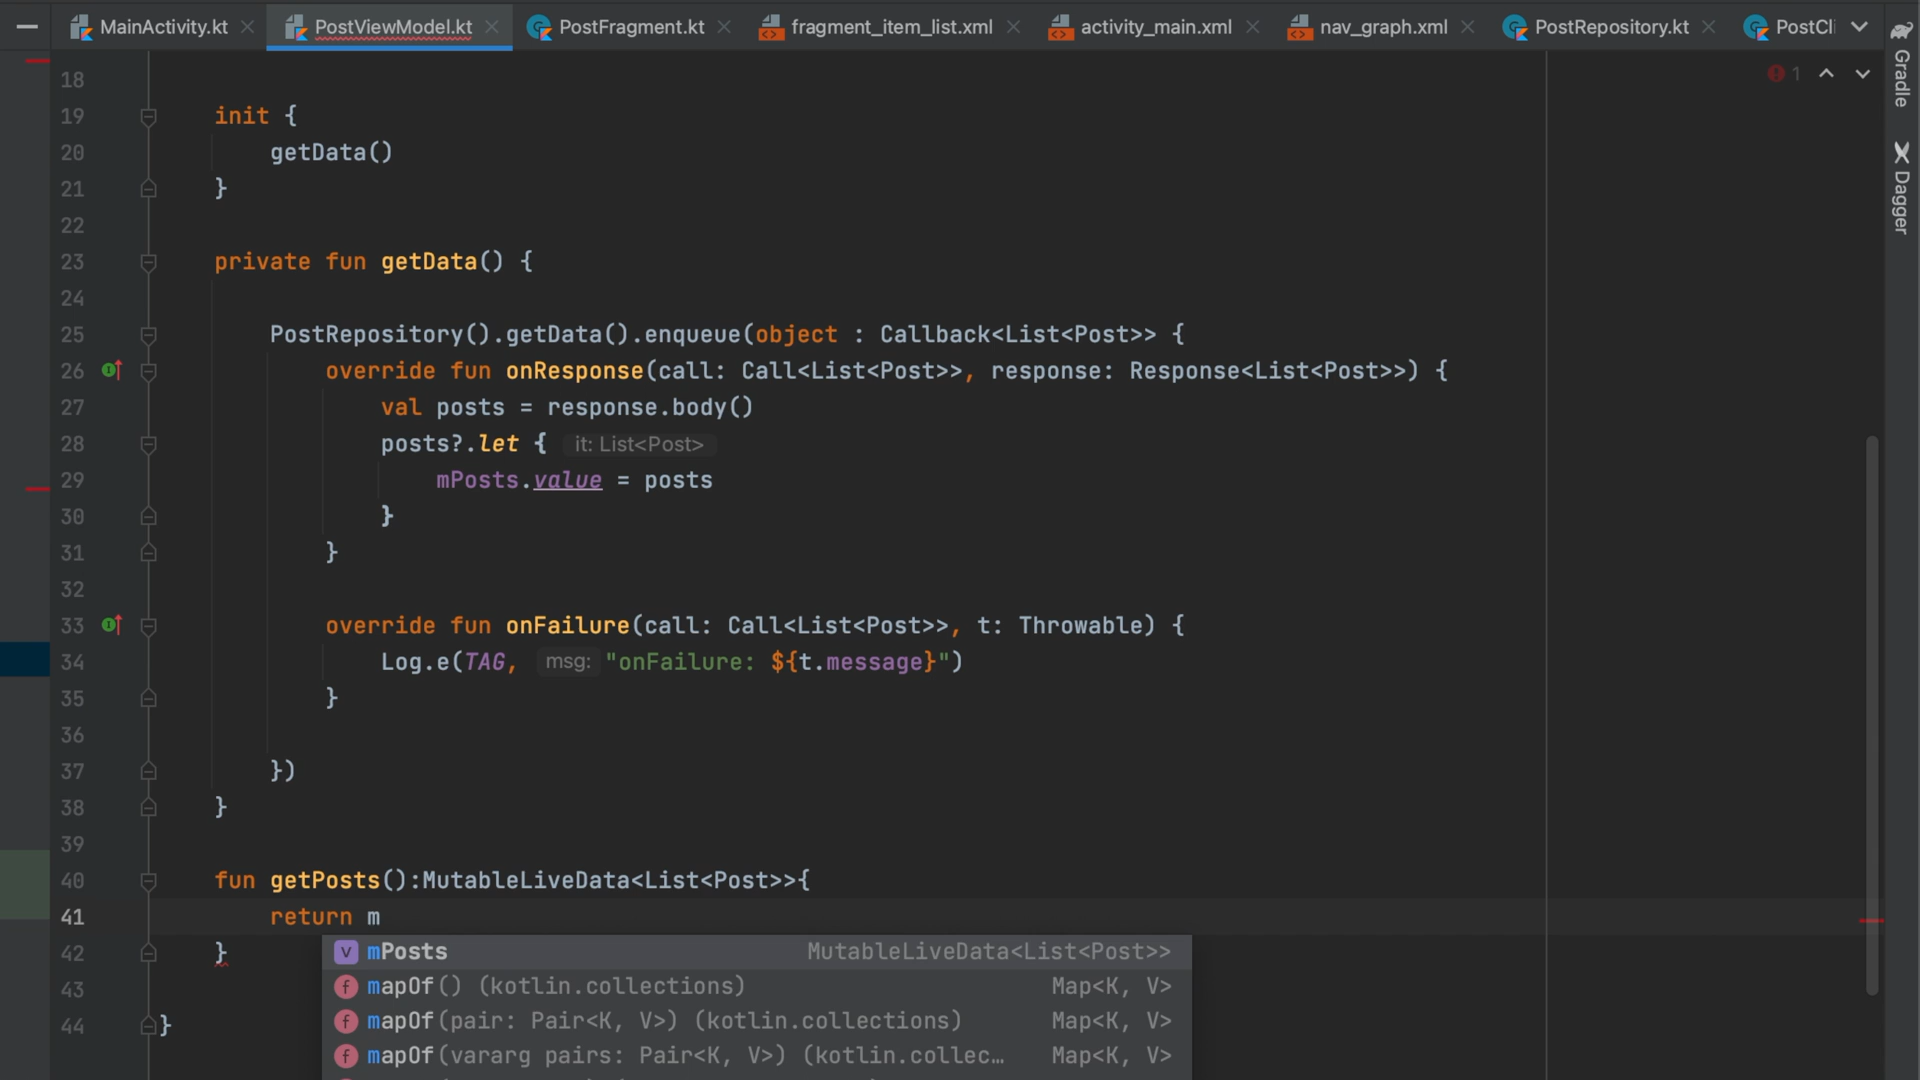 MainActivity.kt PostViewModel.kt PostFragment.kt fragment_item_list.xml activity_main.xml nav_graph.xml PostRepository.kt PostCli
1
Gradle
Dagger
18
19 init {
20 getData()
21 }
22
23 private fun getData() {
24
25 PostRepository().getData().enqueue(object : Callback<List<Post>> {
26 override fun onResponse(call: Call<List<Post>>, response: Response<List<Post>>) {
27 val posts = response.body()
28 posts?.let { it: List<Post>
29 mPosts.value = posts
30 }
31 }
32
33 override fun onFailure(call: Call<List<Post>>, t: Throwable) {
34 Log.e(TAG, msg: "onFailure: ${t.message}")
35 }
36
37 })
38 }
39
40 fun getPosts():MutableLiveData<List<Post>>{
41 return m
42 }
43
44 }
v mPosts MutableLiveData<List<Post>>
f mapOf() (kotlin.collections) Map<K, V>
f mapOf(pair: Pair<K, V>) (kotlin.collections) Map<K, V>
f mapOf(vararg pairs: Pair<K, V>) (kotlin.collec… Map<K, V>